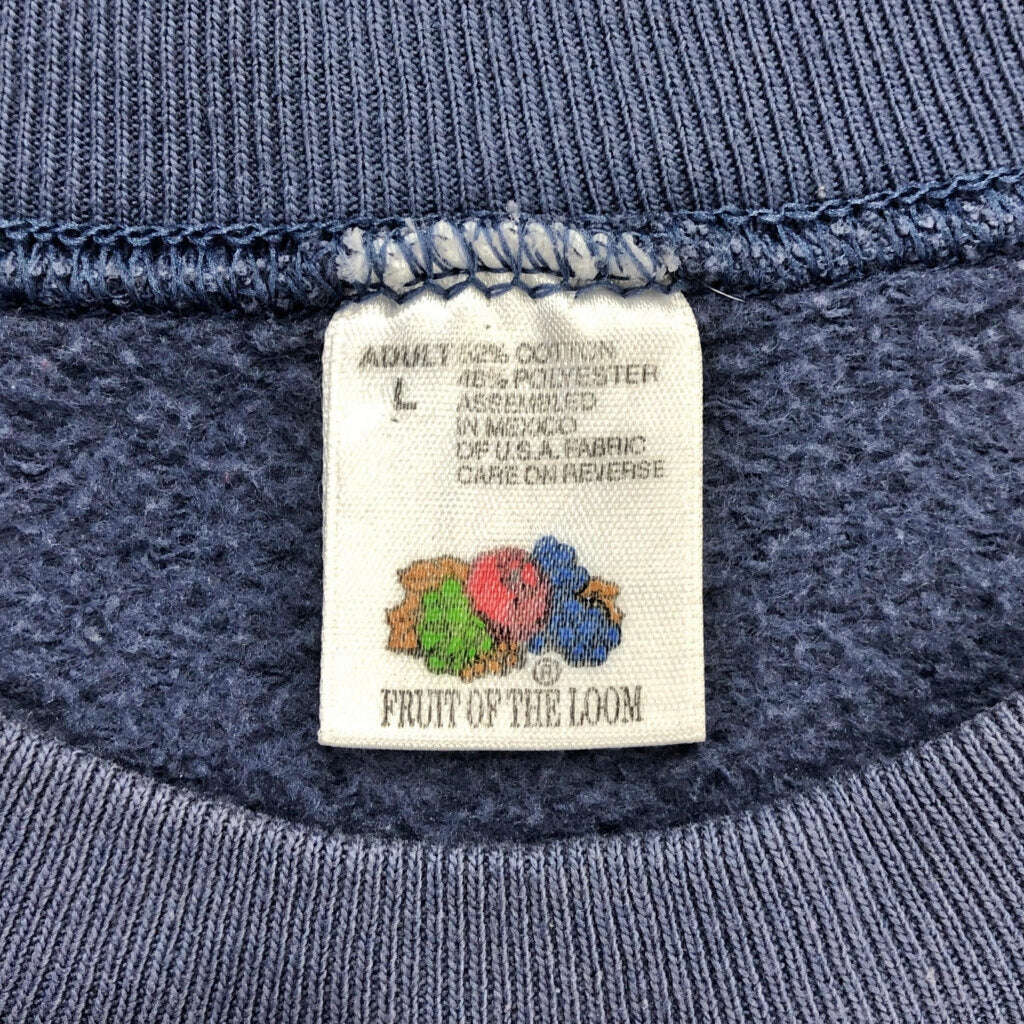 ADULT
L
52% COTTON
48% POLYESTER
ASSEMBLED
IN MEXICO
OF U.S.A. FABRIC
CARE ON REVERSE
®
FRUIT OF THE LOOM